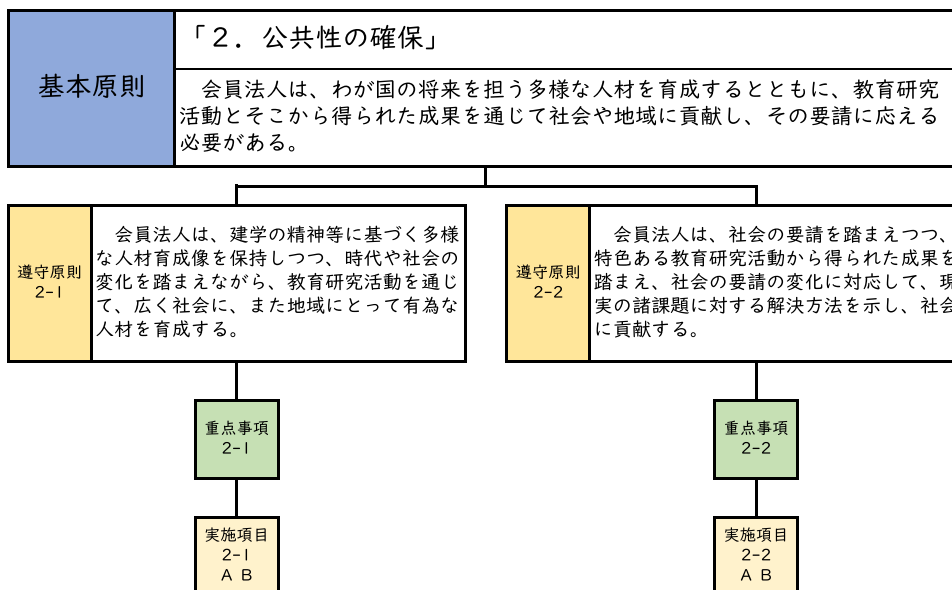 基本原則
「２．公共性の確保」
会員法人は、わが国の将来を担う多様な人材を育成するとともに、教育研究
活動とそこから得られた成果を通じて社会や地域に貢献し、その要請に応える
必要がある。
遵守原則
2-1
会員法人は、建学の精神等に基づく多様
な人材育成像を保持しつつ、時代や社会の
変化を踏まえながら、教育研究活動を通じ
て、広く社会に、また地域にとって有為な
人材を育成する。
遵守原則
2-2
会員法人は、社会の要請を踏まえつつ、
特色ある教育研究活動から得られた成果を
踏まえ、社会の要請の変化に対応して、現
実の諸課題に対する解決方法を示し、社会
に貢献する。
重点事項
2-1
重点事項
2-2
実施項目
2-1
A B
実施項目
2-2
A B